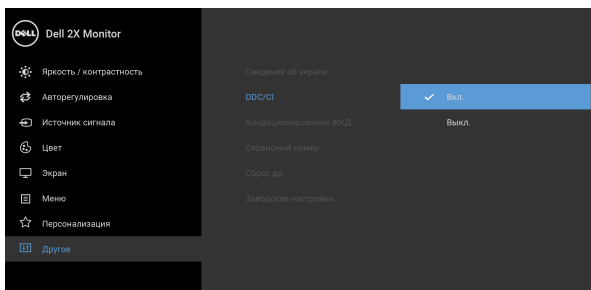 DELL Dell 2X Monitor
Яркость / контрастность
Сведения об экране
Авторегулировка
DDC/CI
Вкл.
Источник сигнала
Кондиционирование ЖКД
Выкл.
Цвет
Сервисный номер
Экран
Сброс др.
Меню
Заводские настройки
Персонализация
Другое